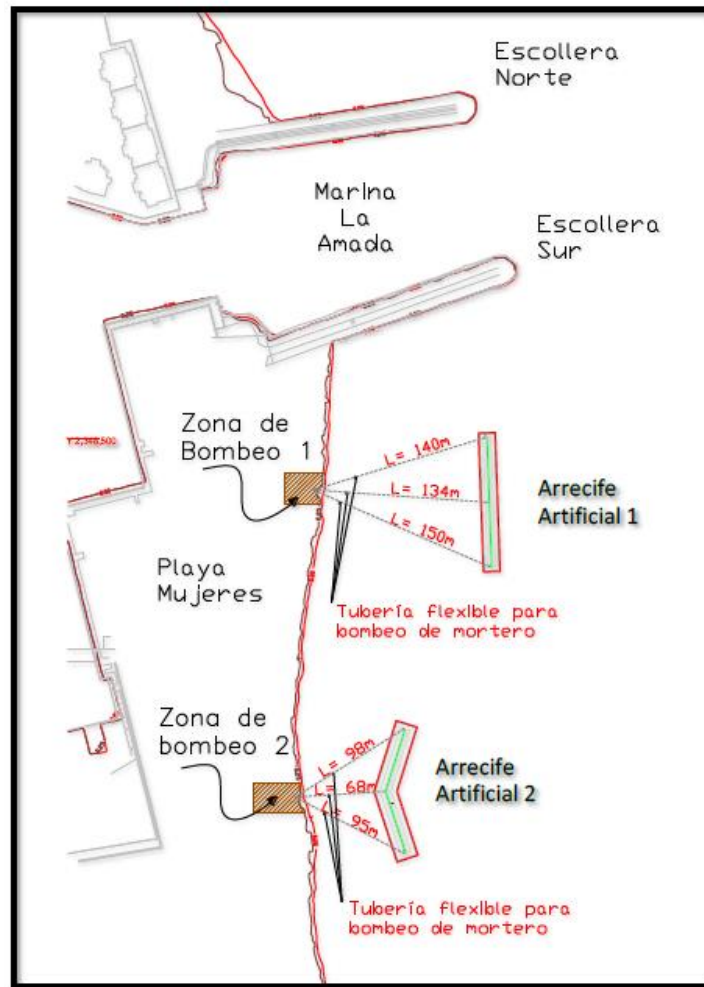 Escollera
Norte
Marina
La
Amada
Escollera
Sur
Zona de
Bombeo 1
L= 140m
L= 134m
L= 150m
Arrecife
Artificial 1
Playa
Mujeres
Tubería flexible para
bombeo de mortero
Zona de
bombeo 2
L= 98m
L= 68m
L= 95m
Arrecife
Artificial 2
Tubería flexible para
bombeo de mortero